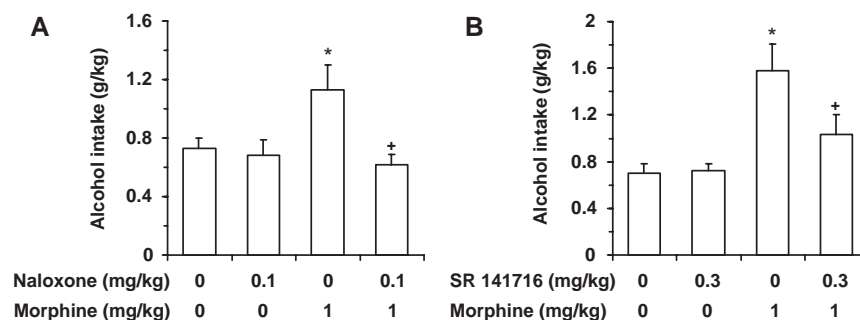 A
B
Alcohol intake (g/kg)
1.6
1.2
0.8
0.4
0
*
+
Naloxone (mg/kg) 0 0.1 0 0.1
Morphine (mg/kg) 0 0 1 1
Alcohol intake (g/kg)
2
1.6
1.2
0.8
0.4
0
*
+
SR 141716 (mg/kg) 0 0.3 0 0.3
Morphine (mg/kg) 0 0 1 1